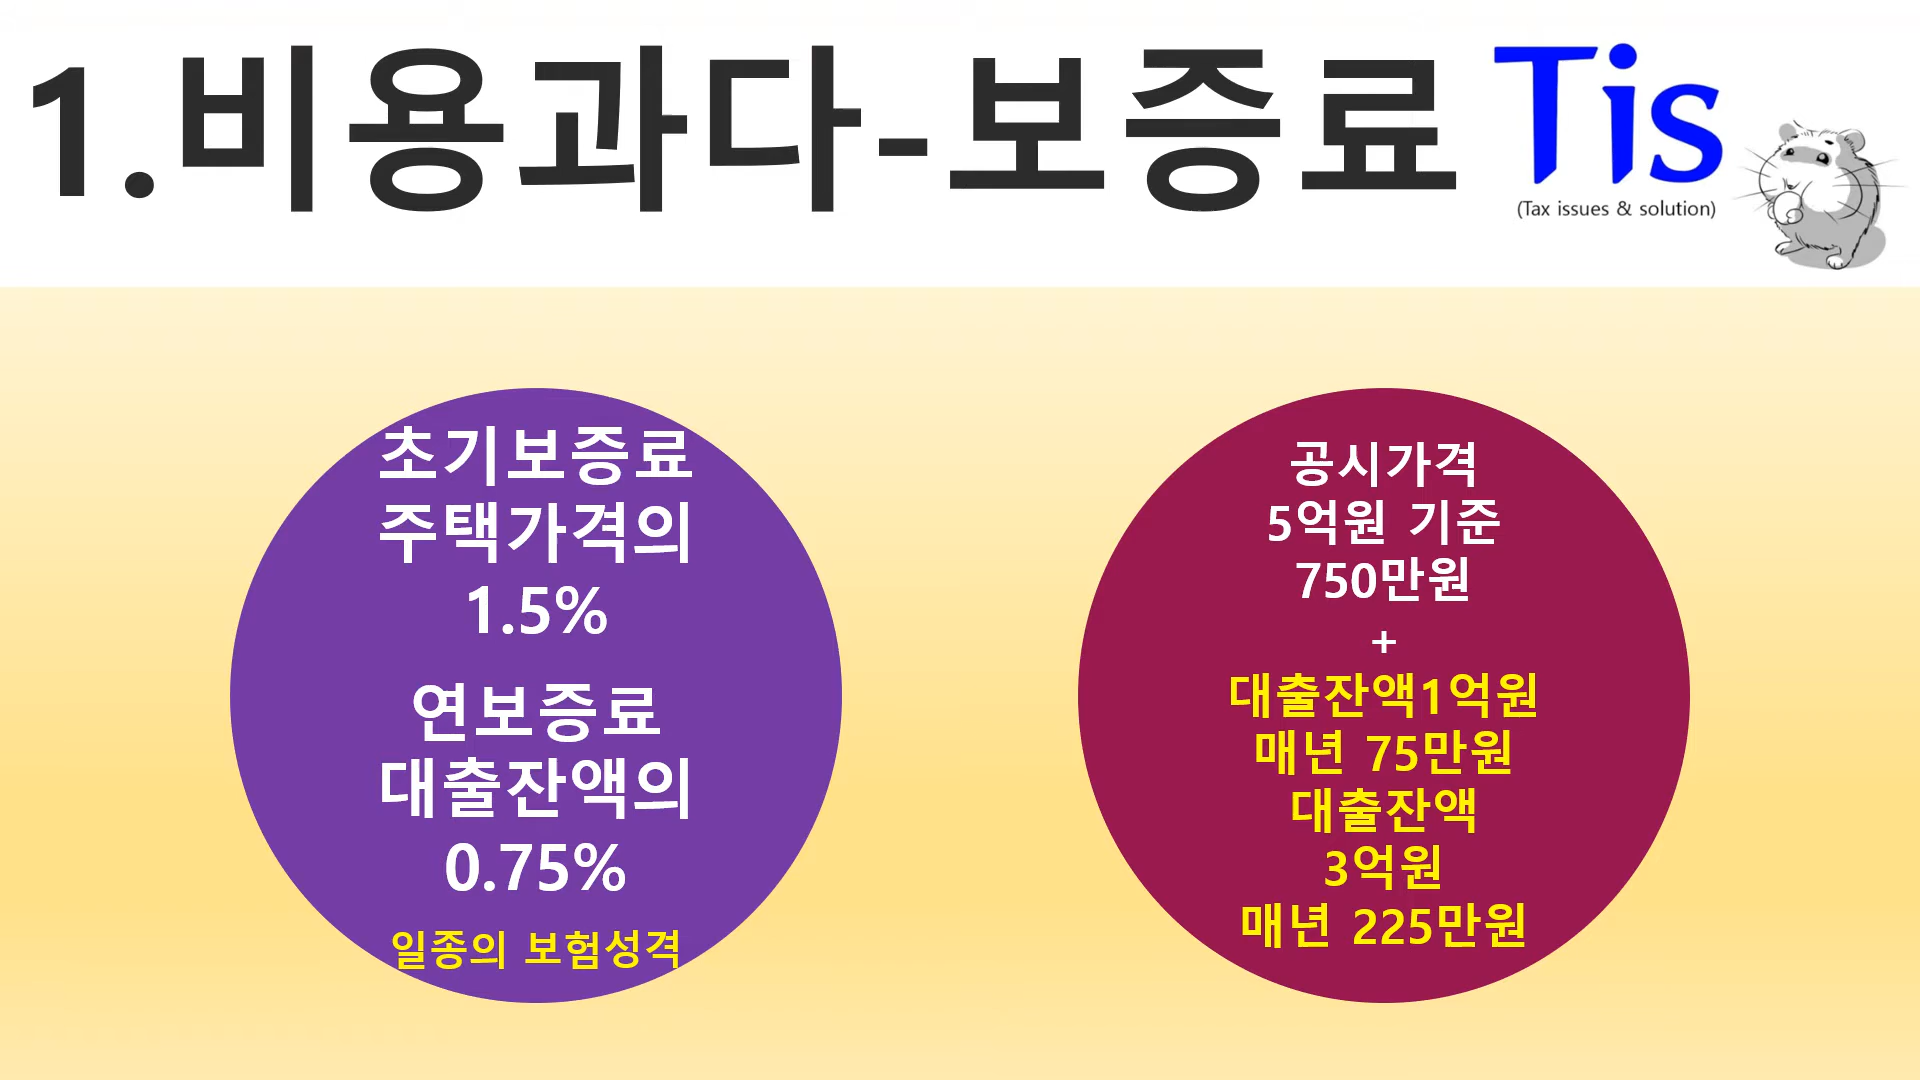 1.비용과다-보증료
Tis
(Tax issues & solution)
초기보증료
주택가격의
1.5%
연보증료
대출잔액의
0.75%
일종의 보험성격
공시가격
5억원 기준
750만원
+
대출잔액1억원
매년 75만원
대출잔액
3억원
매년 225만원